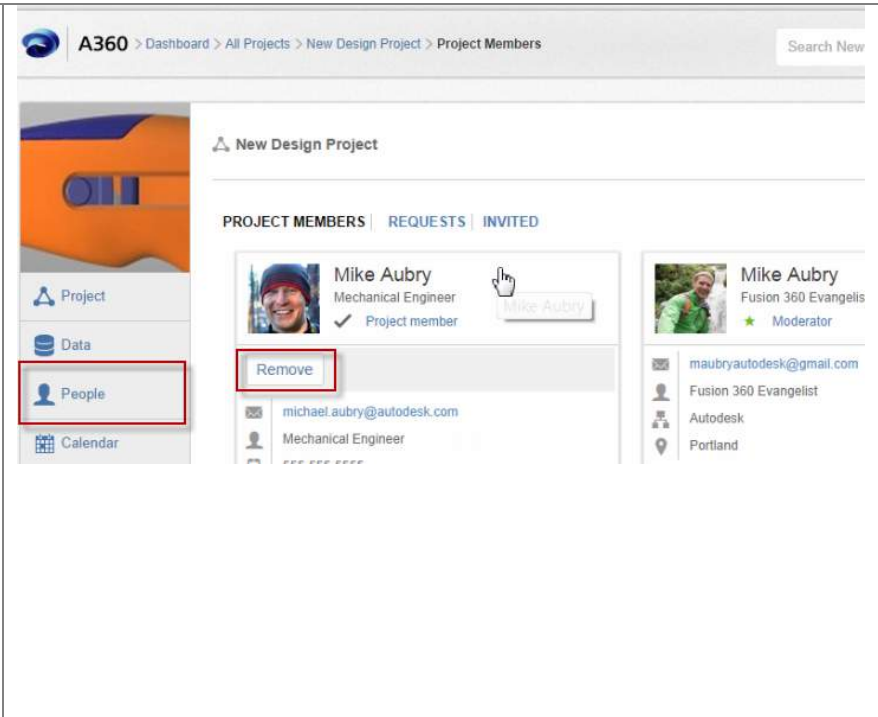 A360 > Dashboard > All Projects > New Design Project > Project Members
Search New
New Design Project
PROJECT MEMBERS | REQUESTS | INVITED
Project
Data
People
Calendar
Mike Aubry
Mechanical Engineer
Project member
Mike Aubry
Remove
michael.aubry@autodesk.com
Mechanical Engineer
Mike Aubry
Fusion 360 Evangelis
Moderator
maubryautodesk@gmail.com
Fusion 360 Evangelist
Autodesk
Portland